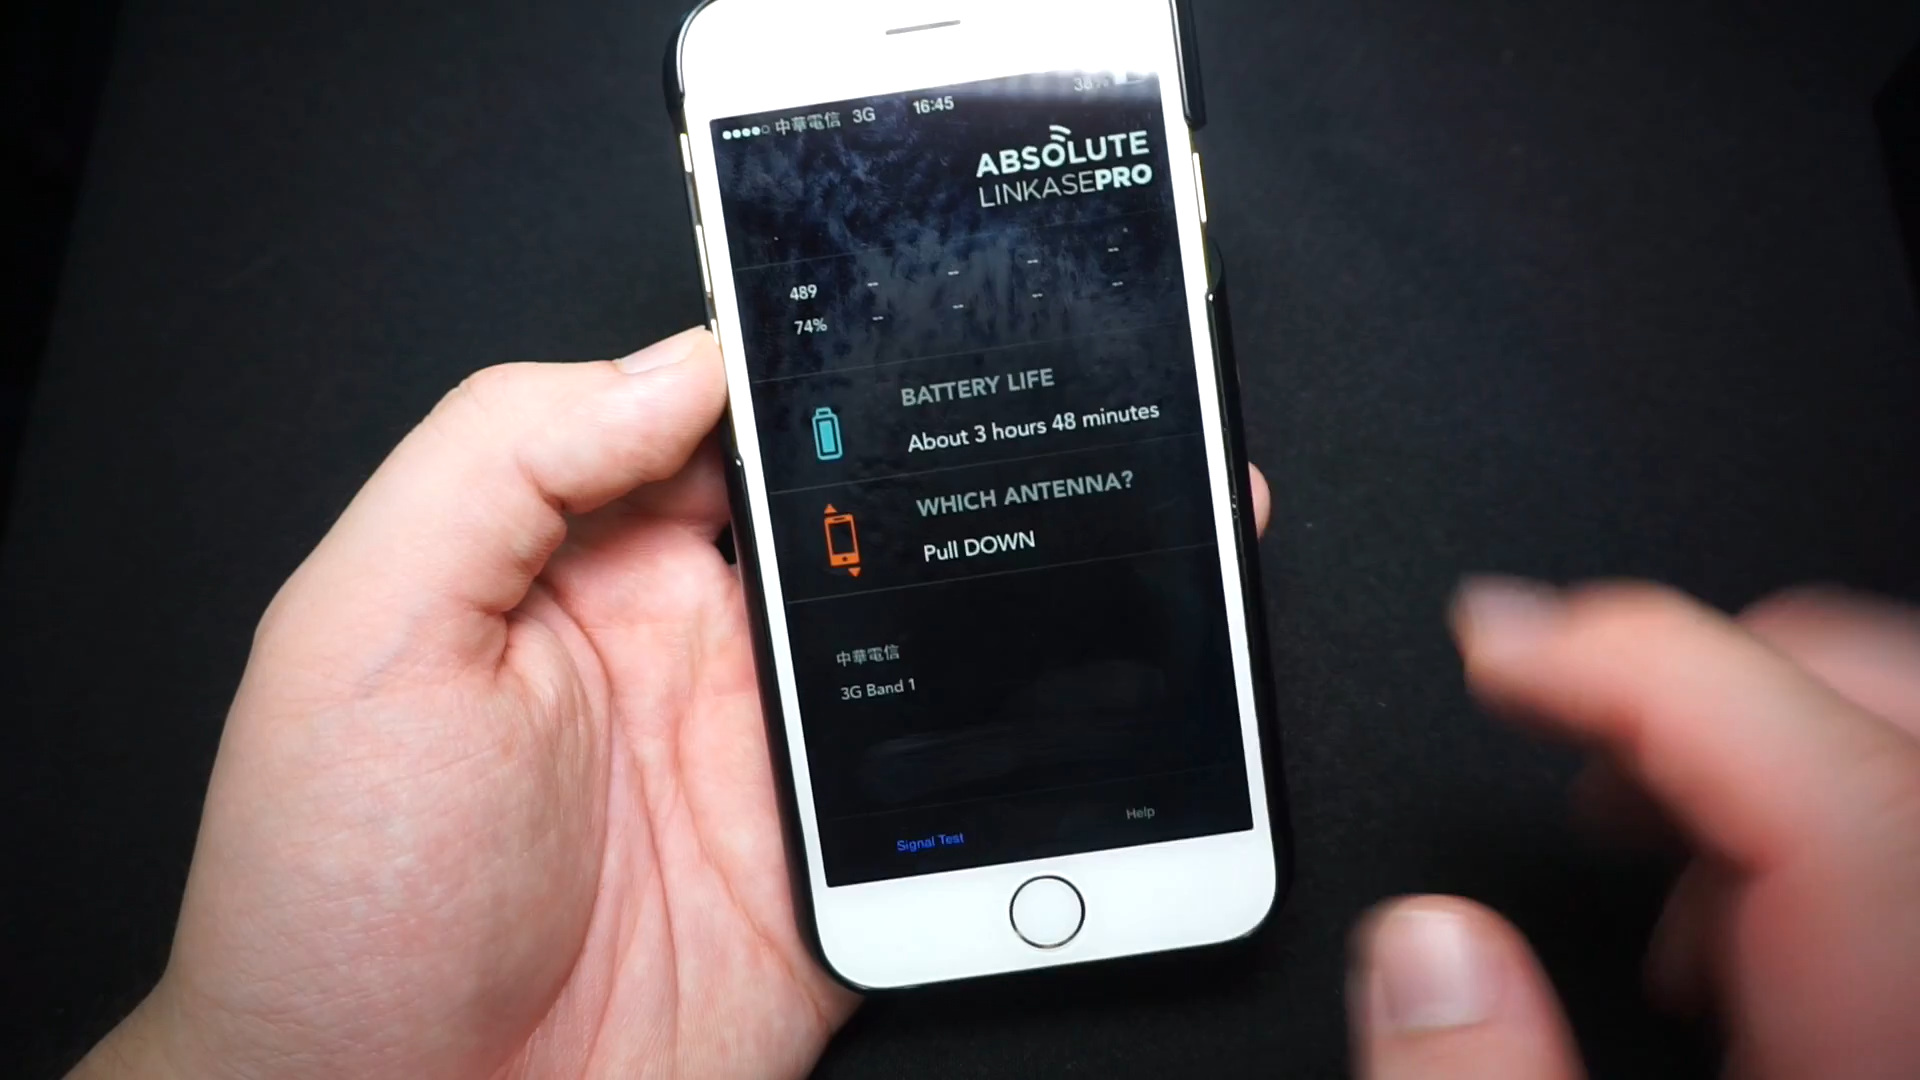 中華電信 3G 16:45 38%
ABSOLUTE
LINKASEPRO
489 -- -- -- --
74% -- -- -- --
BATTERY LIFE
About 3 hours 48 minutes
WHICH ANTENNA?
Pull DOWN
中華電信
3G Band 1
Signal Test Help